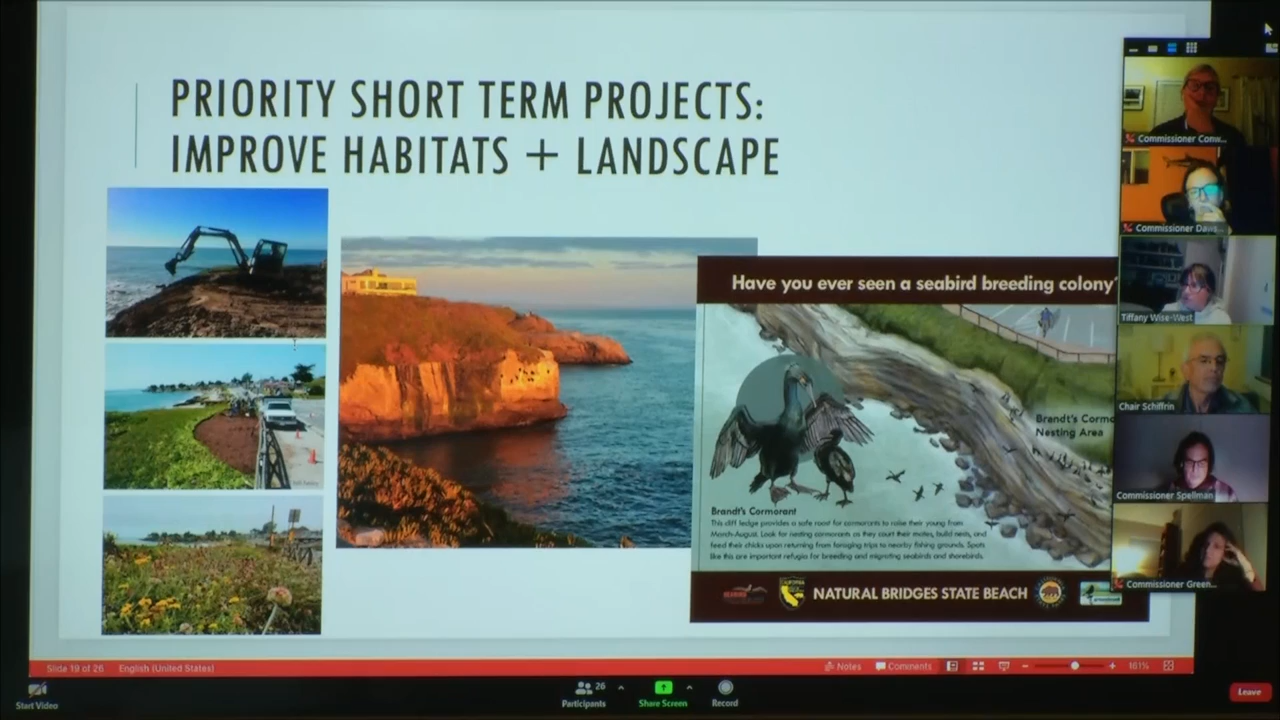 PRIORITY SHORT TERM PROJECTS:
IMPROVE HABITATS + LANDSCAPE
Have you ever seen a seabird breeding colony?
Brandt's Cormo
Nesting Area
Brandt's Cormorant
This cliff ledge provides a safe roost for cormorants to raise their young from
March-August. Look for nesting cormorants as they court their mates, build nests, and
feed their chicks upon returning from foraging trips to nearby fishing grounds. Spots
like this are important refugia for breeding and migrating seabirds and shorebirds.
NATURAL BRIDGES STATE BEACH
Commissioner Conw...
Commissioner Daws...
Tiffany Wise-West
Chair Schiffrin
Commissioner Spellman
Commissioner Green...
Slide 19 of 26 English (United States)
Notes Comments 161%
Start Video
26
Participants
Share Screen
Record
Leave